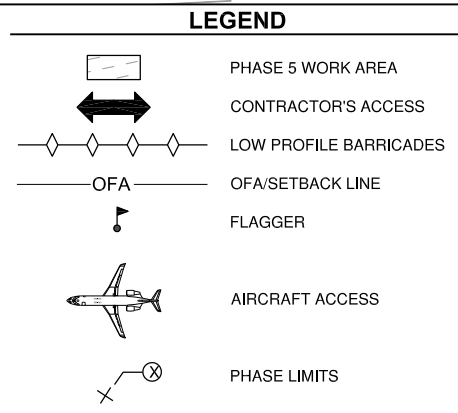 LEGEND
PHASE 5 WORK AREA
CONTRACTOR'S ACCESS
LOW PROFILE BARRICADES
OFA OFA/SETBACK LINE
FLAGGER
AIRCRAFT ACCESS
X PHASE LIMITS